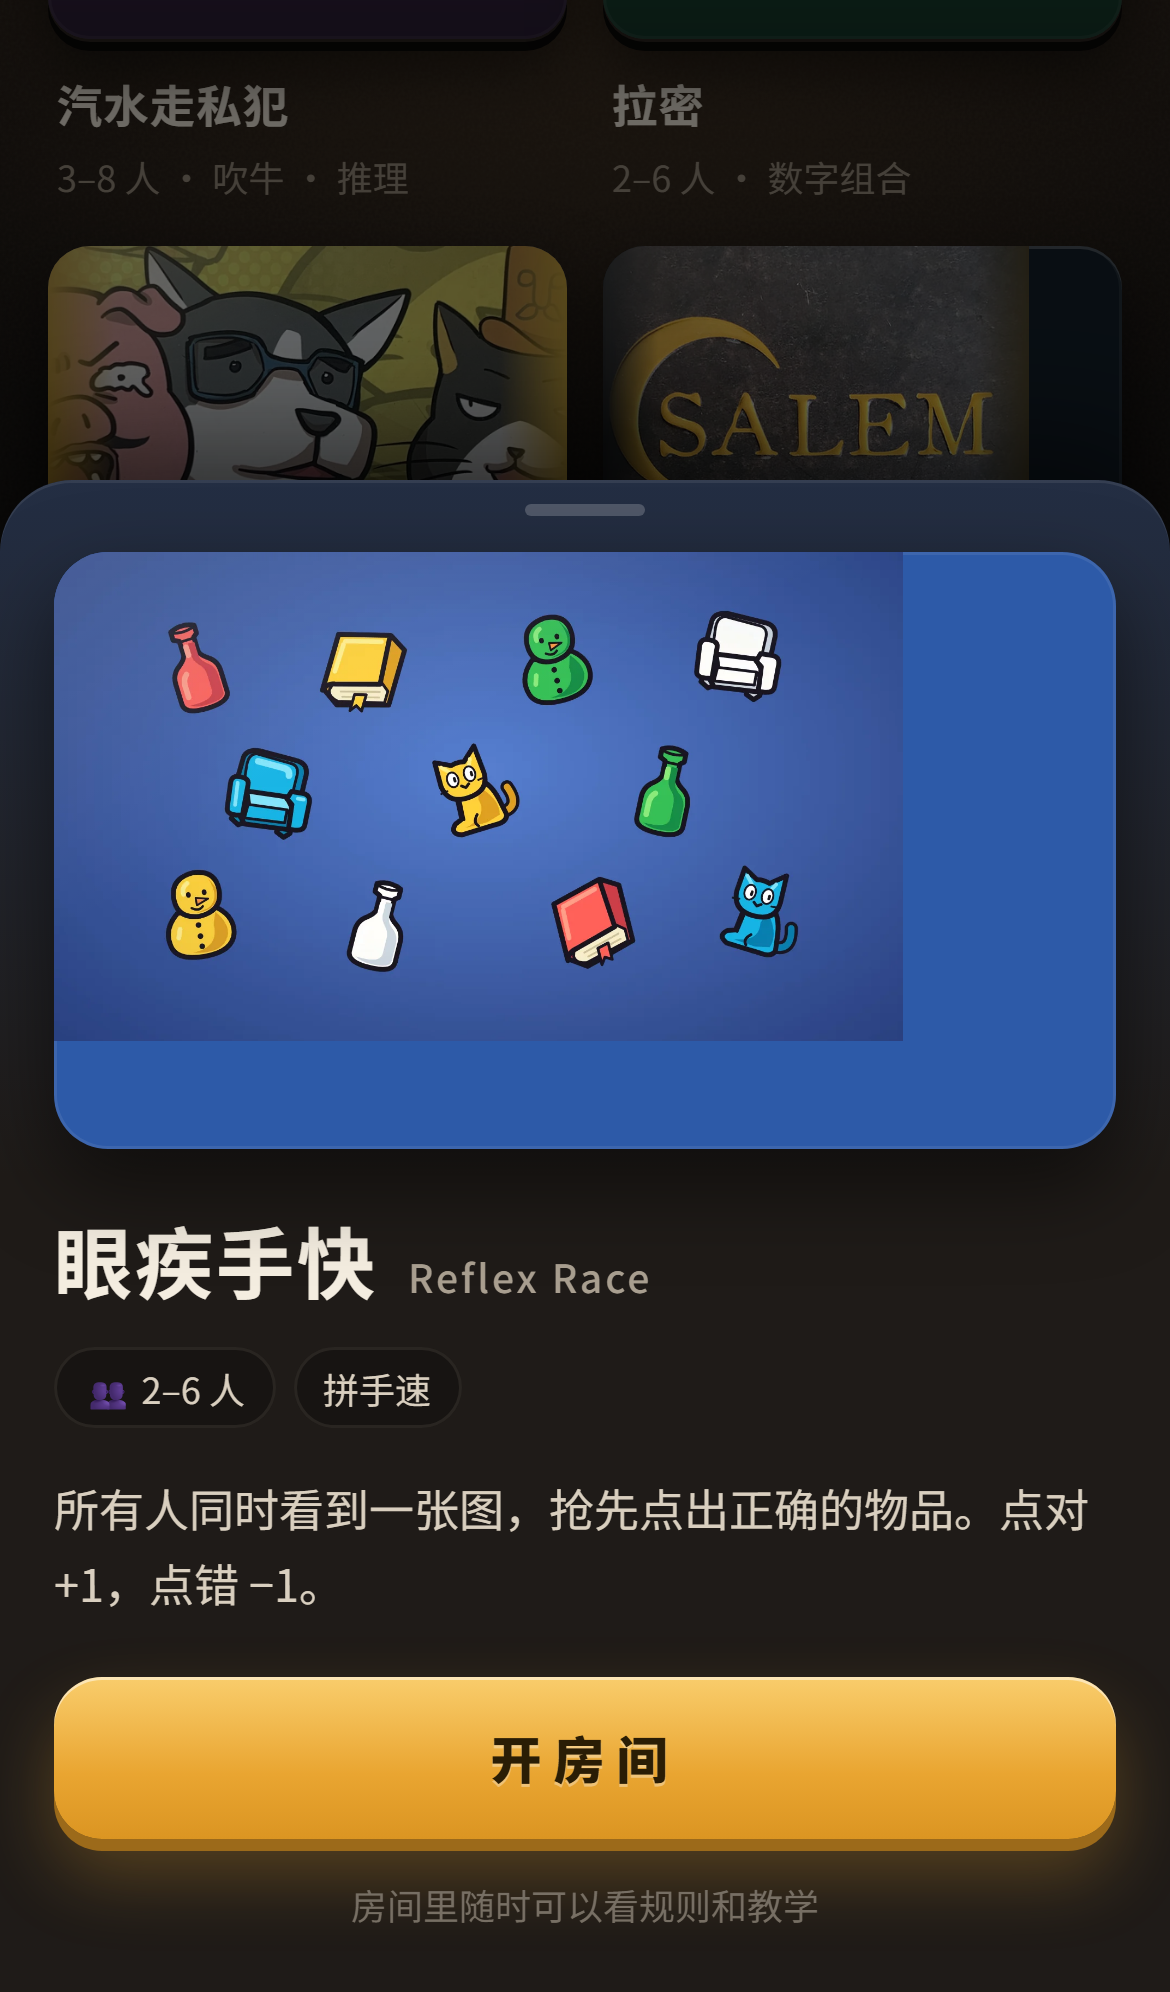 汽水走私犯
拉密
3–8 人 · 吹牛 · 推理
2–6 人 · 数字组合
SALEM
眼疾手快 Reflex Race
2–6 人
拼手速
所有人同时看到一张图，抢先点出正确的物品。点对
+1，点错 −1。
开房间
房间里随时可以看规则和教学